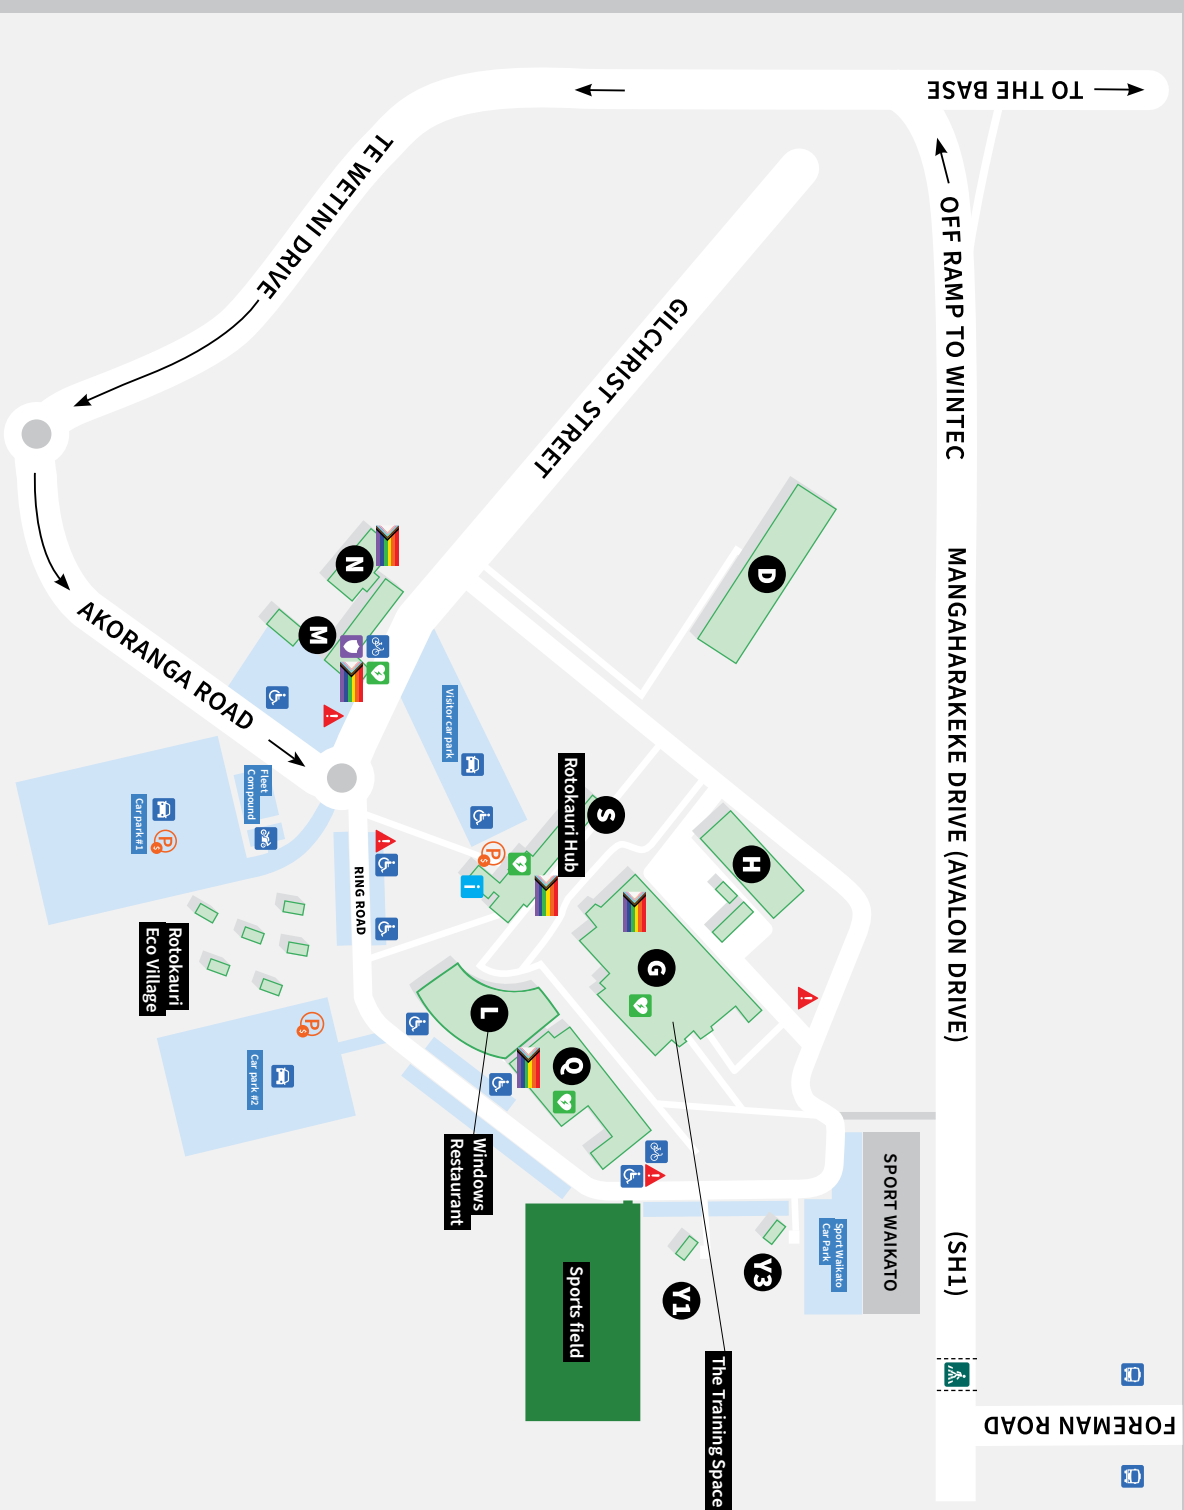 TO THE BASE
TE WETINI DRIVE
OFF RAMP TO WINTEC
GILCHRIST STREET
MANGAHARAKEKE DRIVE (AVALON DRIVE)
(SH1)
D
N
M
AKORANGA ROAD
Visitor car park
Rotokauri Hub
S
H
Fleet
Compound
Car park #1
P
$
P
$
i
RING ROAD
G
Rotokauri
Eco Village
L
Q
P
$
Car park #2
Windows
Restaurant
SPORT WAIKATO
Sport Waikato
Car Park
Y3
Y1
Sports field
The Training Space
FOREMAN ROAD